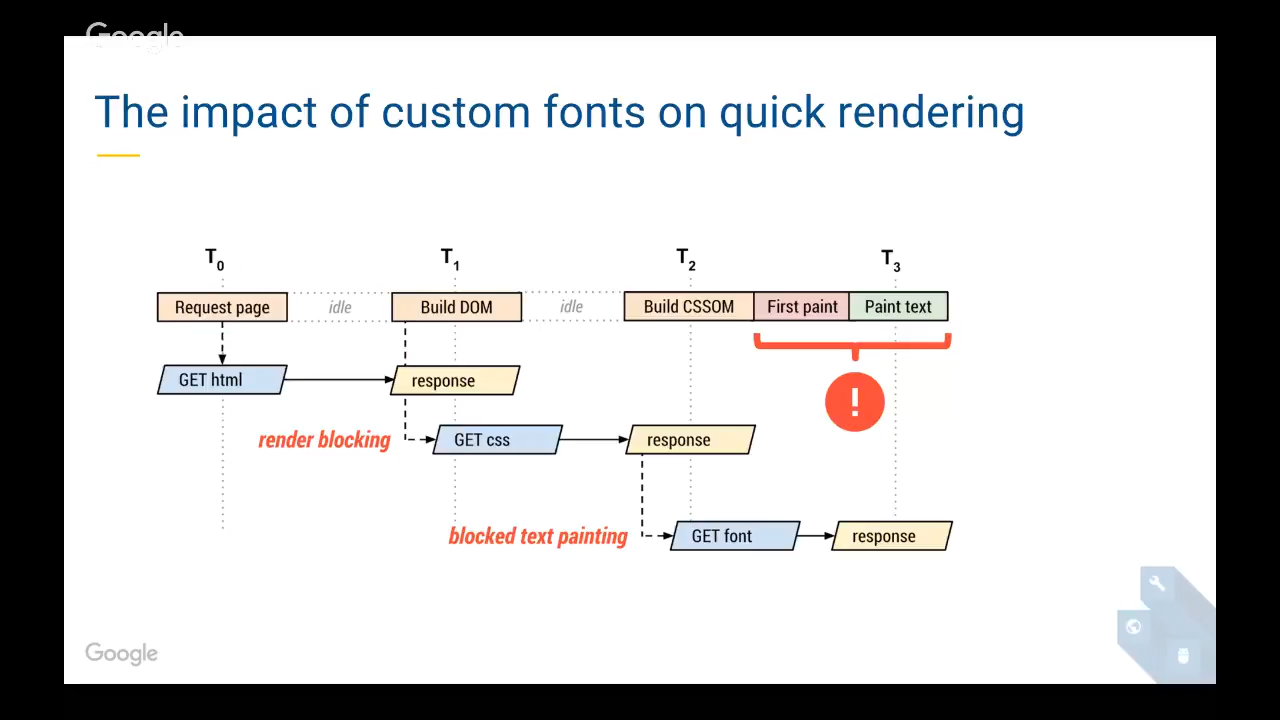 Google
The impact of custom fonts on quick rendering
T0 T1 T2 T3
Request page idle Build DOM idle Build CSSOM First paint Paint text
GET html response
!
render blocking GET css response
blocked text painting GET font response
Google